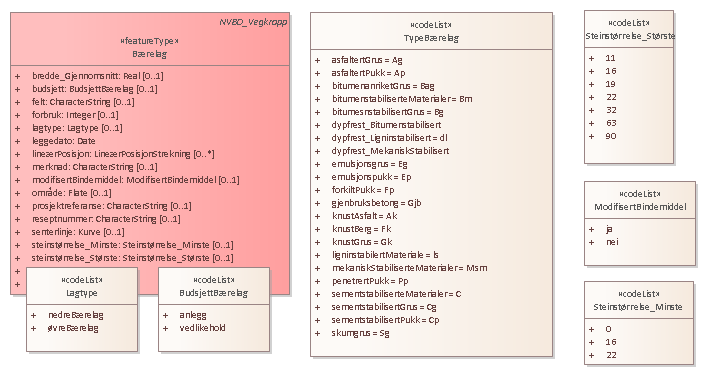 NVBD_Vegkropp
«featureType»
Bærelag
+ bredde_Gjennomsnitt: Real [0..1]
+ budsjett: BudsjettBærelag [0..1]
+ felt: CharacterString [0..1]
+ forbruk: Integer [0..1]
+ lagtype: Lagtype [0..1]
+ leggedato: Date
+ lineærPosisjon: LineærPosisjonStrekning [0..*]
+ merknad: CharacterString [0..1]
+ modifisertBindemiddel: ModifisertBindemiddel [0..1]
+ område: Flate [0..1]
+ prosjektreferanse: CharacterString [0..1]
+ reseptnummer: CharacterString [0..1]
+ senterlinje: Kurve [0..1]
+ steinstørrelse_Minste: Steinstørrelse_Minste [0..1]
+ steinstørrelse_Største: Steinstørrelse_Største [0..1]
+
+
«codeList»
Lagtype
+ nedreBærelag
+ øvreBærelag
«codeList»
BudsjettBærelag
+ anlegg
+ vedlikehold
«codeList»
TypeBærelag
+ asfaltertGrus = Ag
+ asfaltertPukk = Ap
+ bitumenanriketGrus = Bag
+ bitumenstabiliserteMaterialer = Bm
+ bitumesnstabilisertGrus = Bg
+ dypfrest_Bitumenstabilisert
+ dypfrest_Ligninstabilisert = dl
+ dypfrest_MekaniskStabilisert
+ emulsjonsgrus = Eg
+ emulsjonspukk = Ep
+ forkiltPukk = Fp
+ gjenbruksbetong = Gjb
+ knustAsfalt = Ak
+ knustBerg = Fk
+ knustGrus = Gk
+ ligninstabilertMateriale = ls
+ mekaniskStabiliserteMaterialer = Msm
+ penetrertPukk = Pp
+ sementstabiliserteMaterialer = C
+ sementstabilisertGrus = Cg
+ sementstabilisertPukk = Cp
+ skumgrus = Sg
«codeList»
Steinstørrelse_Største
+ 11
+ 16
+ 19
+ 22
+ 32
+ 63
+ 90
«codeList»
ModifisertBindemiddel
+ ja
+ nei
«codeList»
Steinstørrelse_Minste
+ 0
+ 16
+ 22